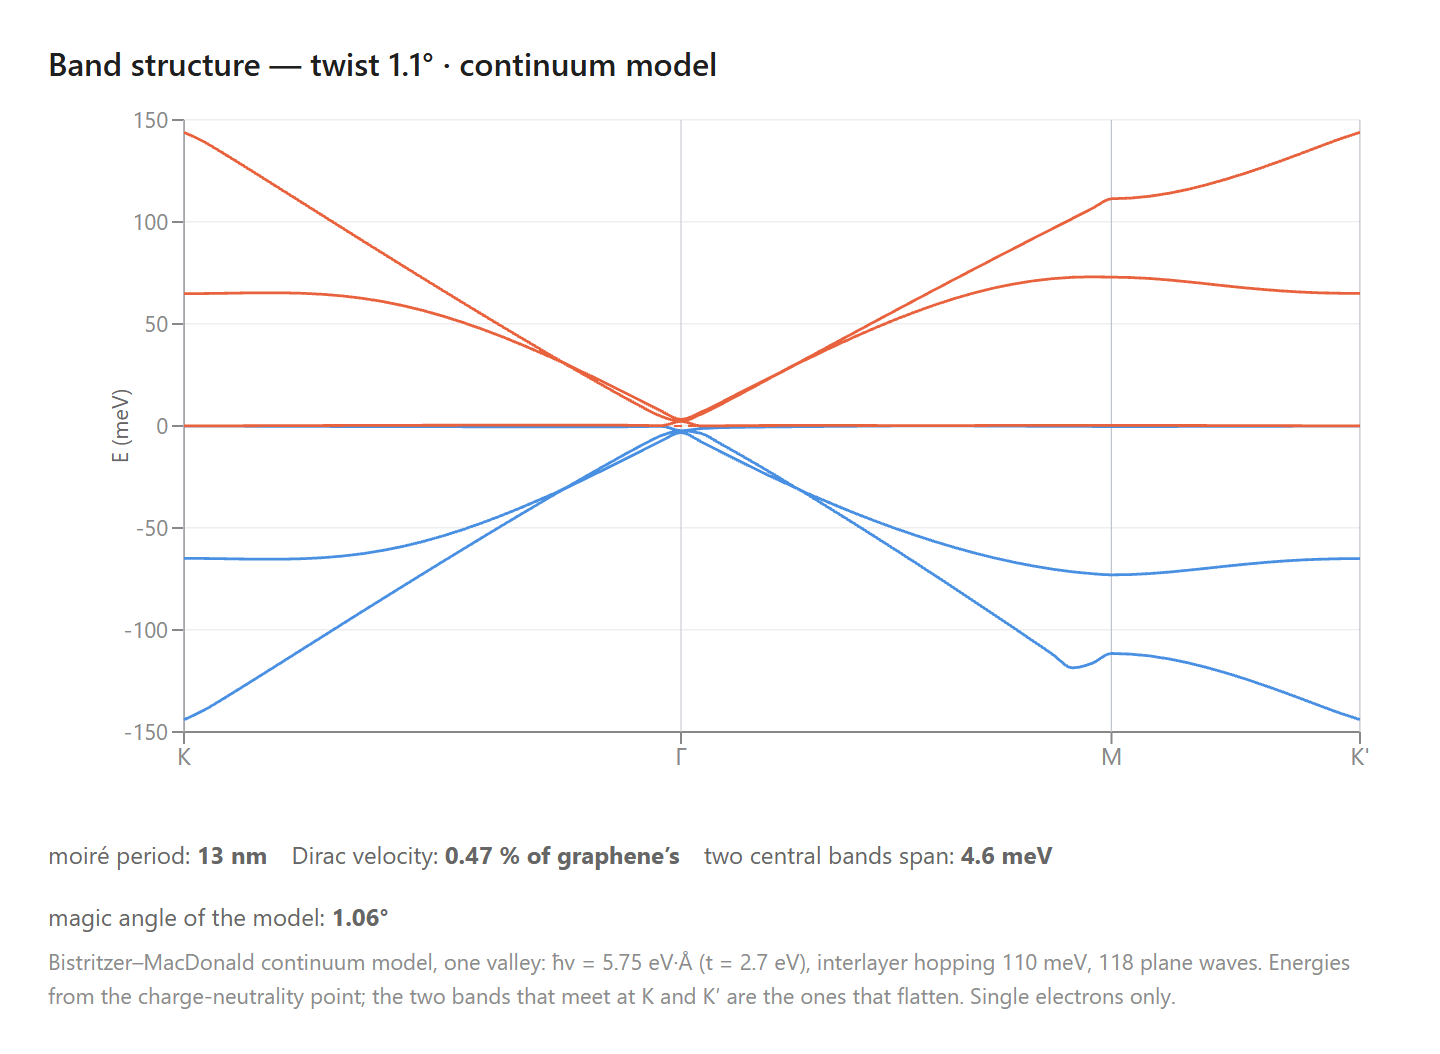 Band structure — twist 1.1° · continuum model
150
100
50
0
-50
-100
-150
E (meV)
K
Γ
M
K'
moiré period: 13 nm Dirac velocity: 0.47 % of graphene’s two central bands span: 4.6 meV
magic angle of the model: 1.06°
Bistritzer–MacDonald continuum model, one valley: ħv = 5.75 eV·Å (t = 2.7 eV), interlayer hopping 110 meV, 118 plane waves. Energies
from the charge-neutrality point; the two bands that meet at K and K′ are the ones that flatten. Single electrons only.